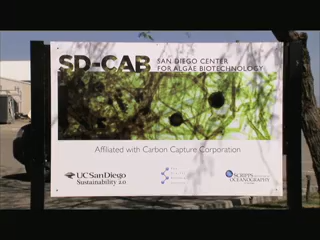 SD-CAB SAN DIEGO CENTER
FOR ALGAE BIOTECHNOLOGY
Affiliated with Carbon Capture Corporation
UC San Diego
Sustainability 2.0
SCRIPPS
OCEANOGRAPHY